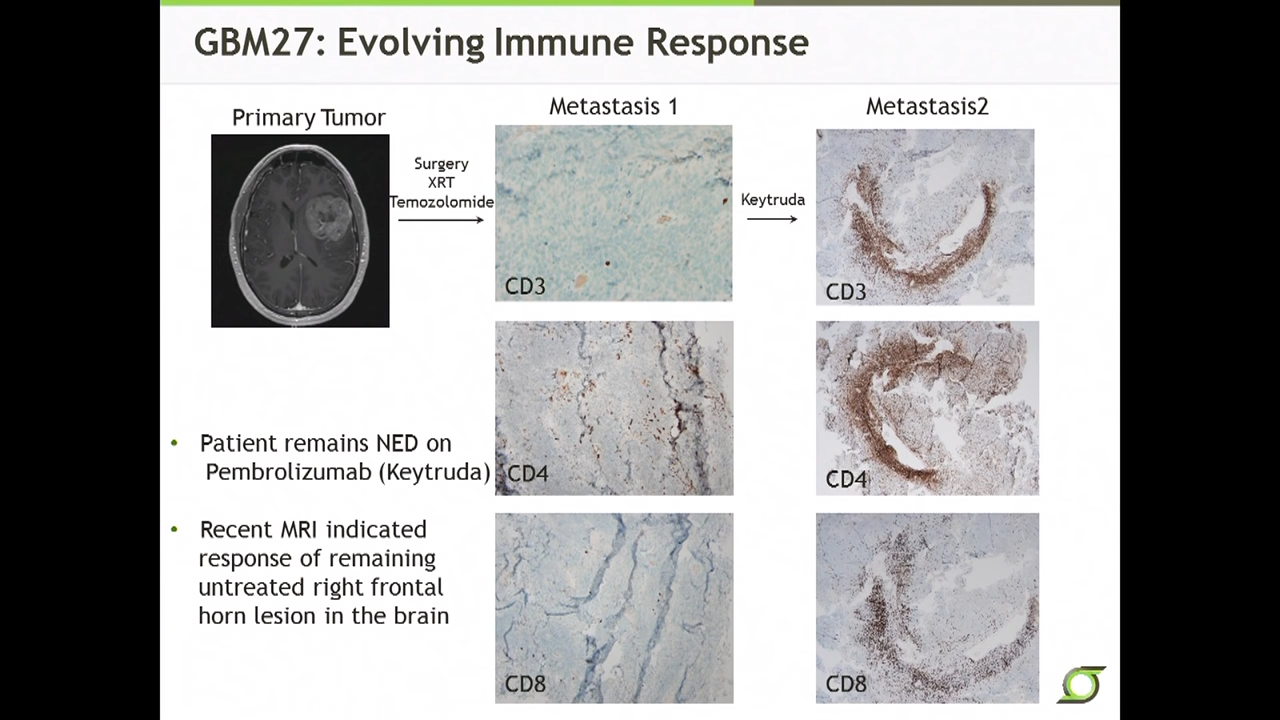 GBM27: Evolving Immune Response
Primary Tumor
Surgery
XRT
Temozolomide
Metastasis 1
Keytruda
Metastasis2
CD3
CD3
CD4
CD4
CD8
CD8
• Patient remains NED on
Pembrolizumab (Keytruda)
• Recent MRI indicated
response of remaining
untreated right frontal
horn lesion in the brain